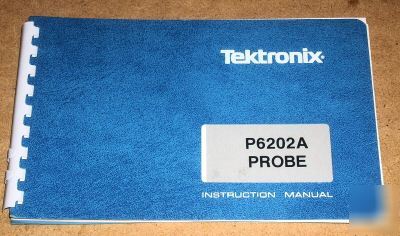 Tektronix
P6202A
PROBE
INSTRUCTION MANUAL